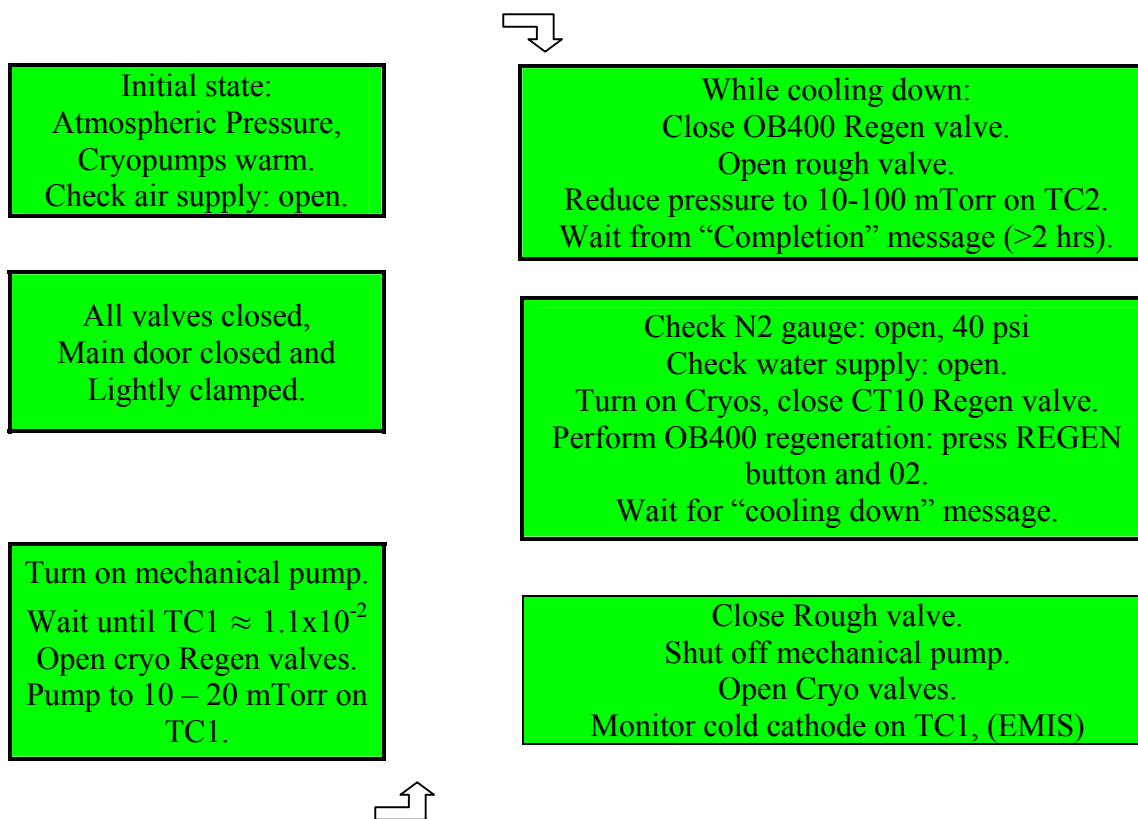 Initial state:
Atmospheric Pressure,
Cryopumps warm.
Check air supply: open.
All valves closed,
Main door closed and
Lightly clamped.
Turn on mechanical pump.
Wait until TC1 ≈ 1.1x10⁻²
Open cryo Regen valves.
Pump to 10 – 20 mTorr on
TC1.
While cooling down:
Close OB400 Regen valve.
Open rough valve.
Reduce pressure to 10-100 mTorr on TC2.
Wait from “Completion” message (>2 hrs).
Check N2 gauge: open, 40 psi
Check water supply: open.
Turn on Cryos, close CT10 Regen valve.
Perform OB400 regeneration: press REGEN
button and 02.
Wait for “cooling down” message.
Close Rough valve.
Shut off mechanical pump.
Open Cryo valves.
Monitor cold cathode on TC1, (EMIS)